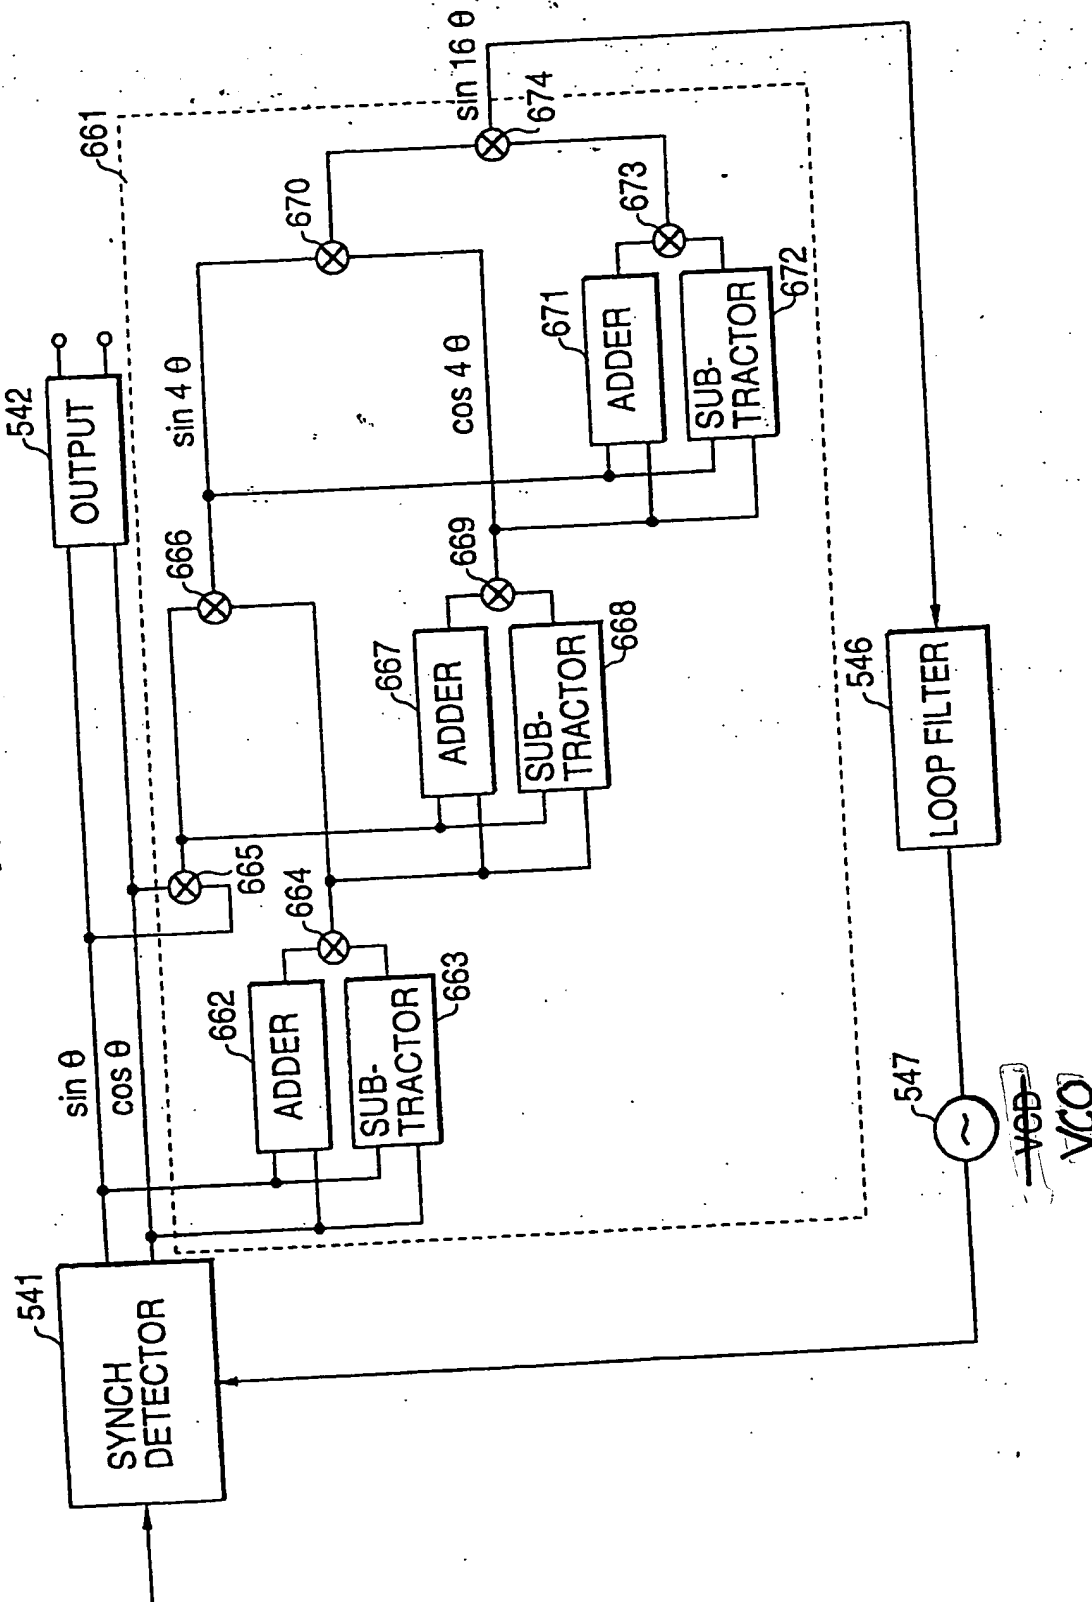 541
SYNCH
DETECTOR
sin θ
cos θ
542
OUTPUT
661
662
ADDER
SUB-
TRACTOR
663
664
665
666
667
ADDER
SUB-
TRACTOR
668
669
sin 4 θ
cos 4 θ
670
671
ADDER
SUB-
TRACTOR
672
673
674
sin 16 θ
546
LOOP FILTER
547
VCD
VCO